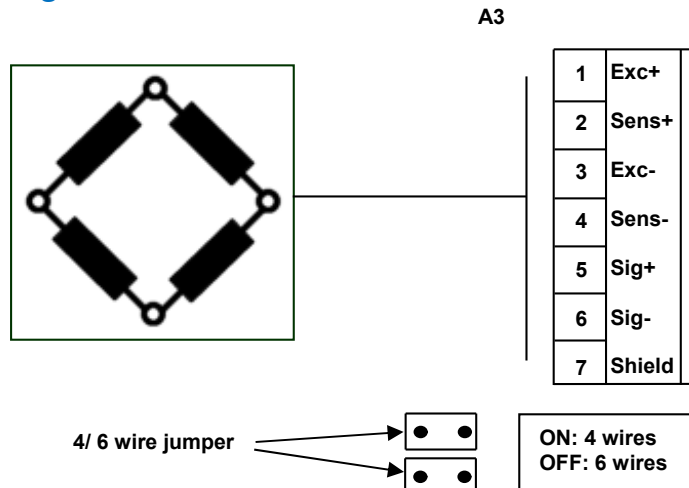 A3
1 Exc+
2 Sens+
3 Exc-
4 Sens-
5 Sig+
6 Sig-
7 Shield
4/ 6 wire jumper
ON: 4 wires
OFF: 6 wires